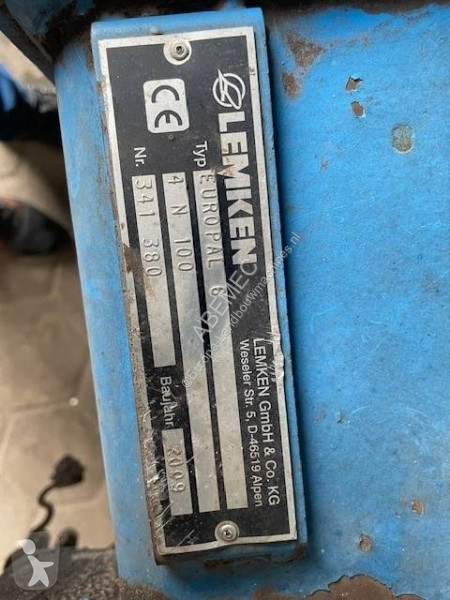 LEMKEN
LEMKEN GmbH & Co. KG
Weseler Str. 5, D-46519 Alpen
CE
Typ EUROPAL 6
4 N 100
Nr. 341 380
Baujahr 2009
ABEMEC